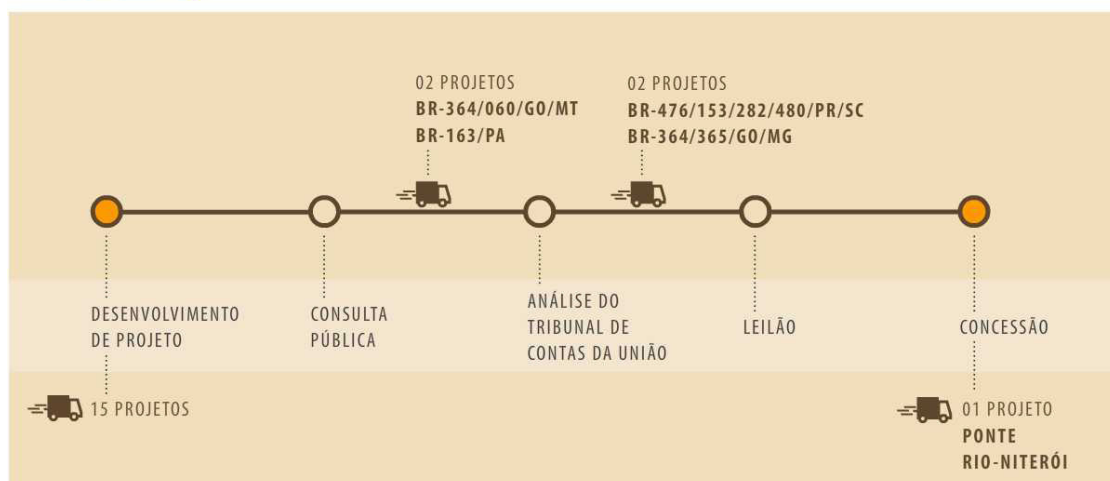 02 PROJETOS
BR-364/060/GO/MT
BR-163/PA
02 PROJETOS
BR-476/153/282/480/PR/SC
BR-364/365/GO/MG
DESENVOLVIMENTO
DE PROJETO
CONSULTA
PÚBLICA
ANÁLISE DO
TRIBUNAL DE
CONTAS DA UNIÃO
LEILÃO
CONCESSÃO
15 PROJETOS
01 PROJETO
PONTE
RIO-NITERÓI